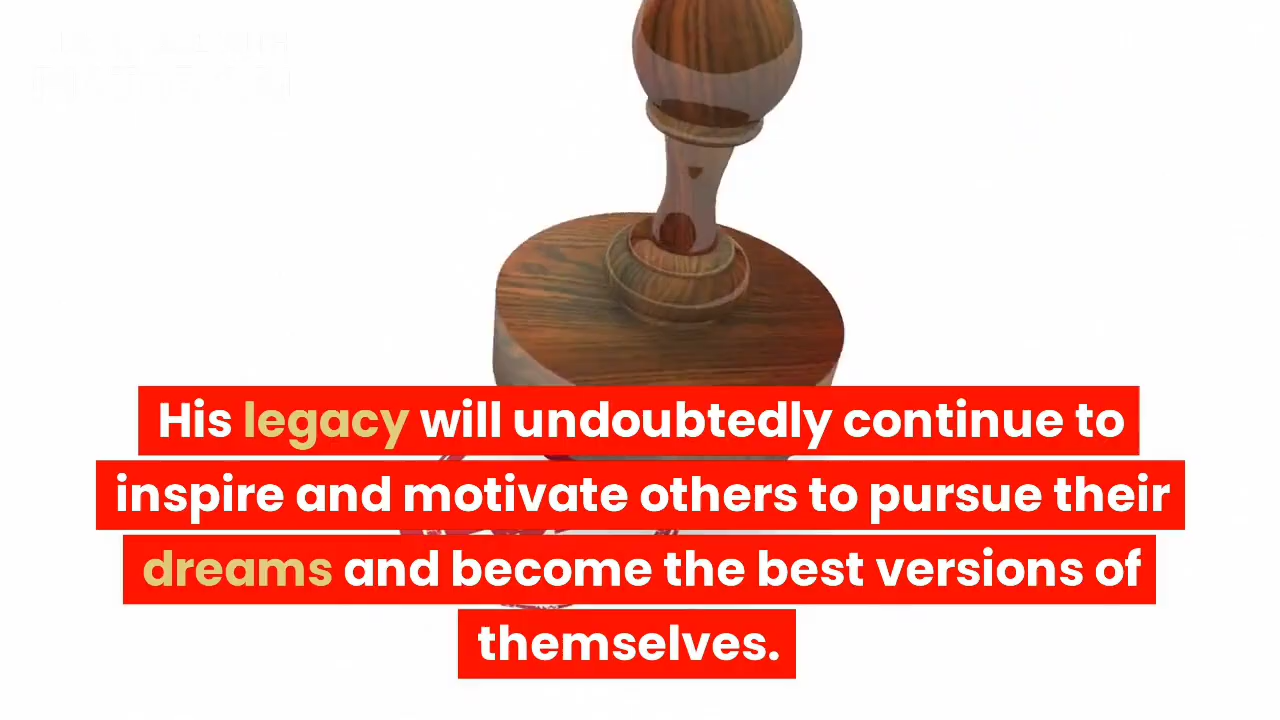 His legacy will undoubtedly continue to
inspire and motivate others to pursue their
dreams and become the best versions of
themselves.